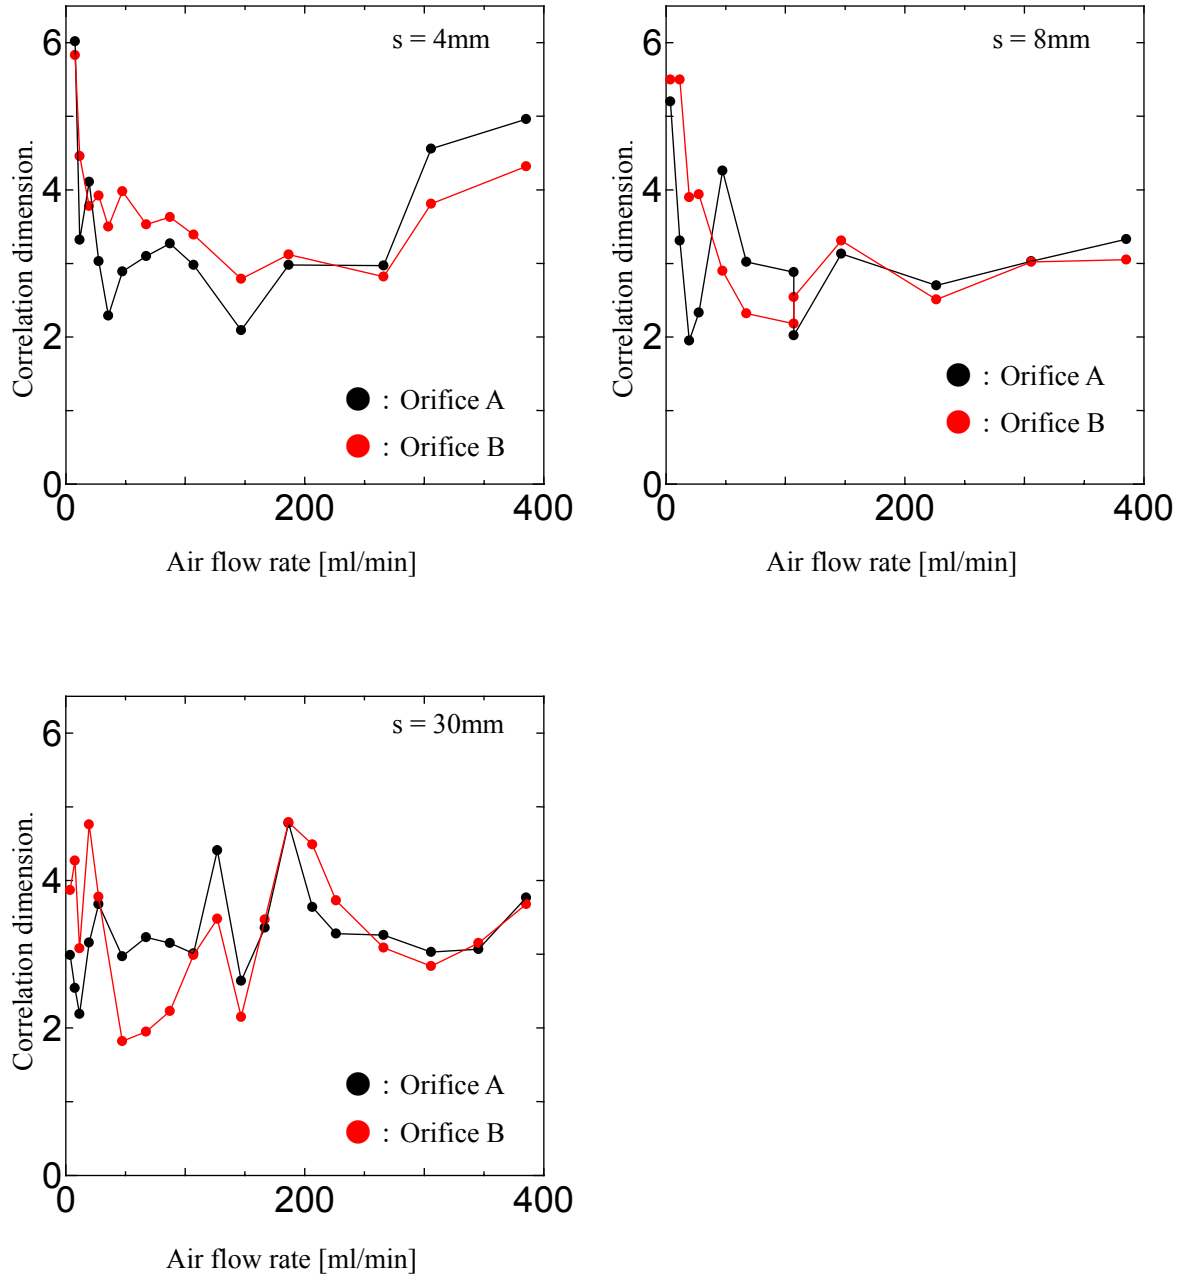 s = 4mm
6
4
2
0
Correlation dimension.
: Orifice A
: Orifice B
0 200 400
Air flow rate [ml/min]
s = 8mm
6
4
2
0
Correlation dimension.
: Orifice A
: Orifice B
0 200 400
Air flow rate [ml/min]
s = 30mm
6
4
2
0
Correlation dimension.
: Orifice A
: Orifice B
0 200 400
Air flow rate [ml/min]